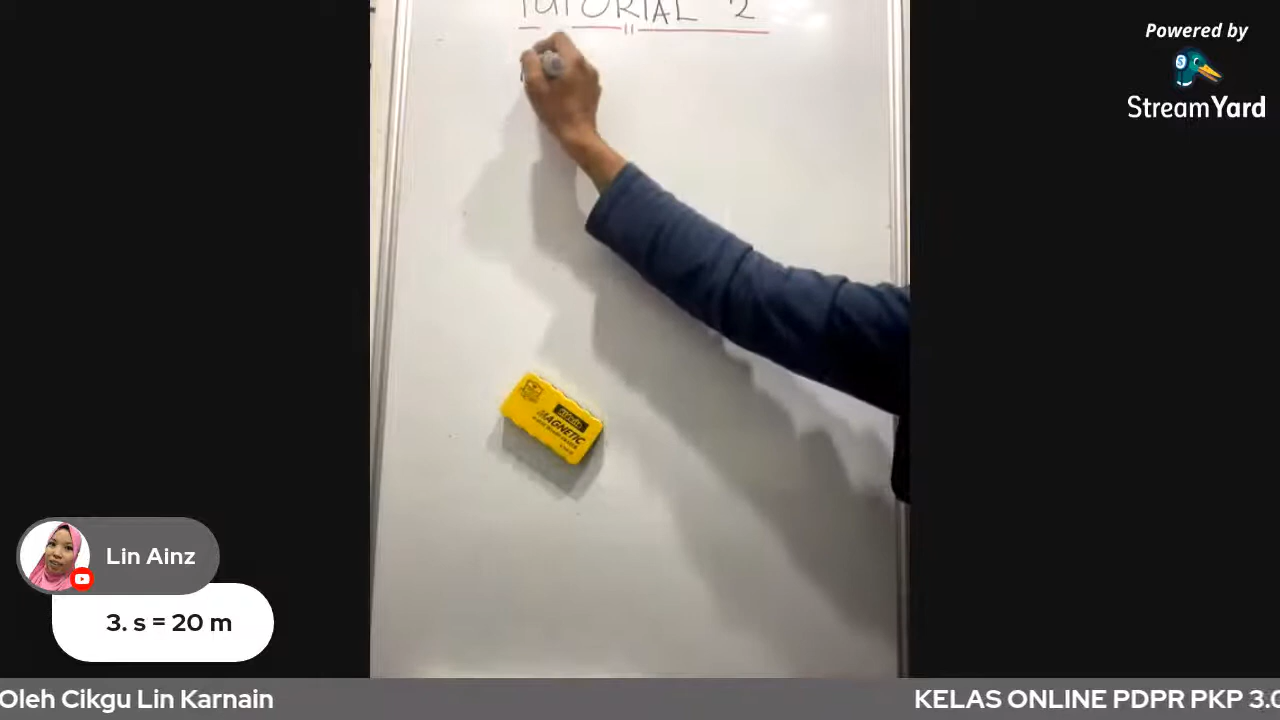 TUTORIAL 2
Powered by
StreamYard
MAGNETIC
Lin Ainz
3. s = 20 m
Oleh Cikgu Lin Karnain
KELAS ONLINE PDPR PKP 3.0